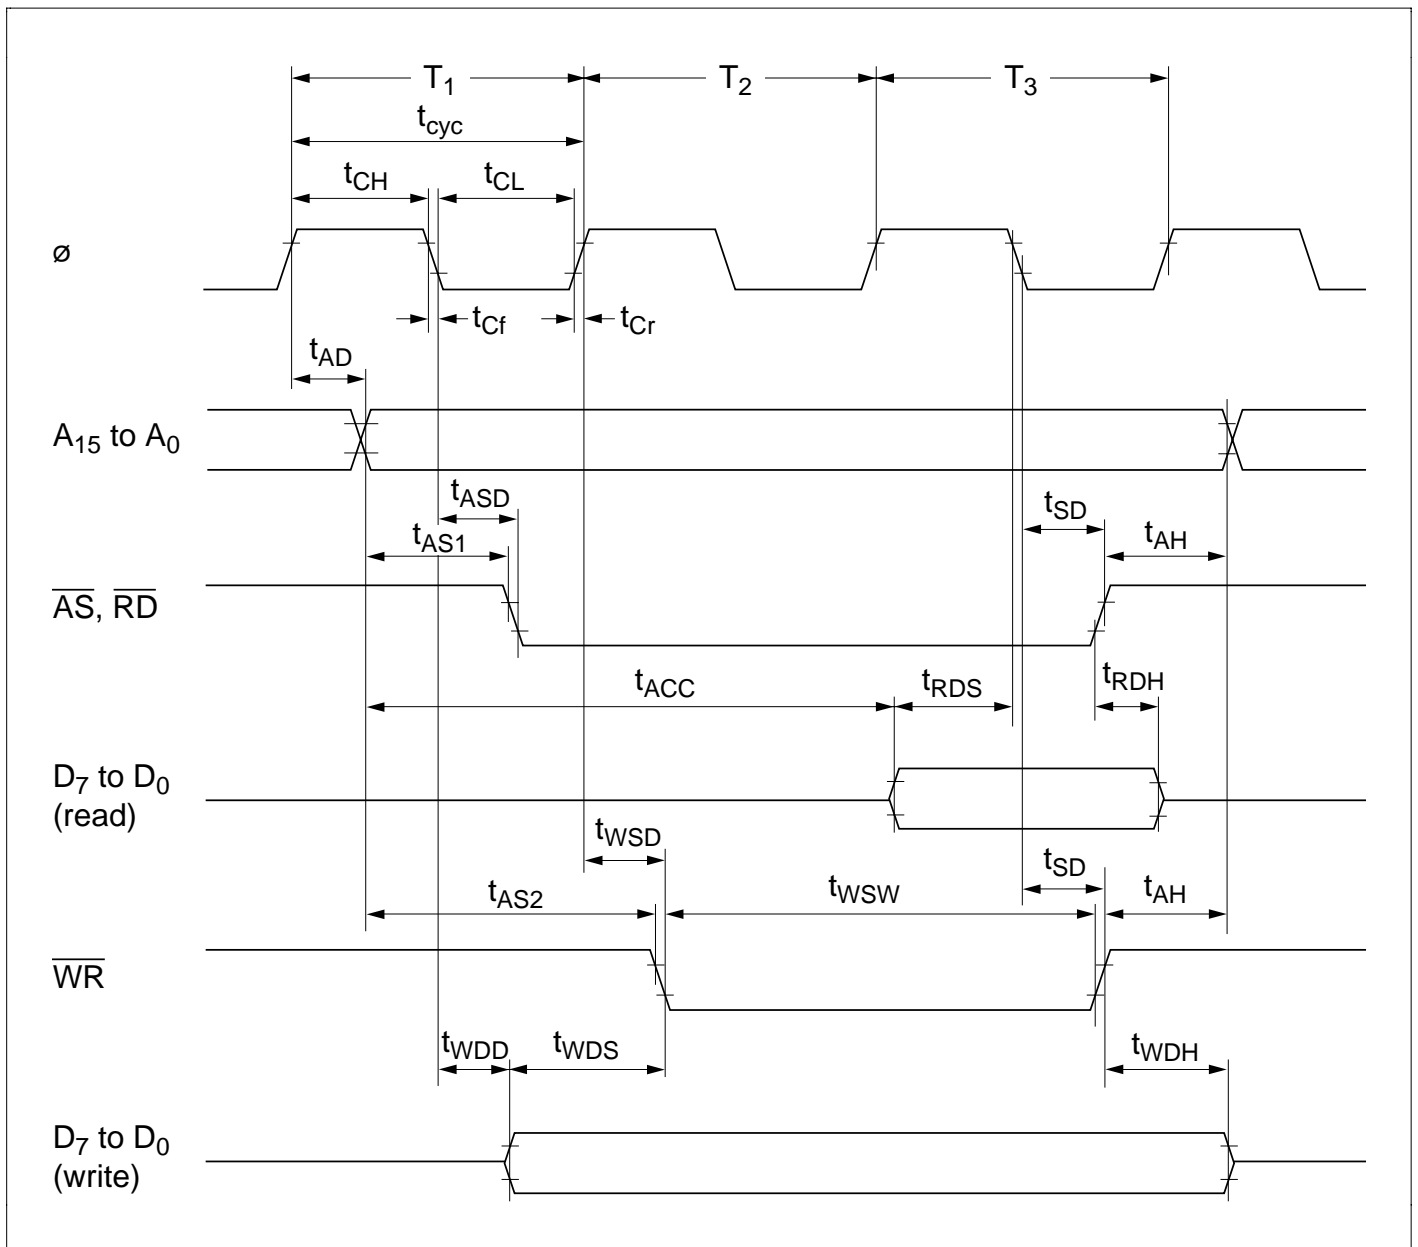 T1 T2 T3
tcyc
tCH tCL
ø
tCf tCr
tAD
A15 to A0
tASD tSD
tAS1 tAH
AS, RD
tACC tRDS tRDH
D7 to D0
(read)
tWSD tSD
tAS2 tWSW tAH
WR
tWDD tWDS tWDH
D7 to D0
(write)